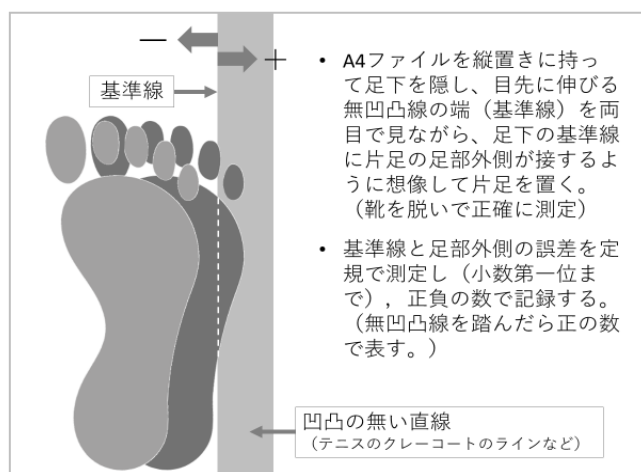 ― +
基準線
• A4ファイルを縦置きに持っ
て足下を隠し、目先に伸びる
無凹凸線の端（基準線）を両
目で見ながら、足下の基準線
に片足の足部外側が接するよ
うに想像して片足を置く。
（靴を脱いで正確に測定）
• 基準線と足部外側の誤差を定
規で測定し（小数第一位ま
で）, 正負の数で記録する。
（無凹凸線を踏んだら正の数
で表す。）
凹凸の無い直線
（テニスのクレーコートのラインなど）